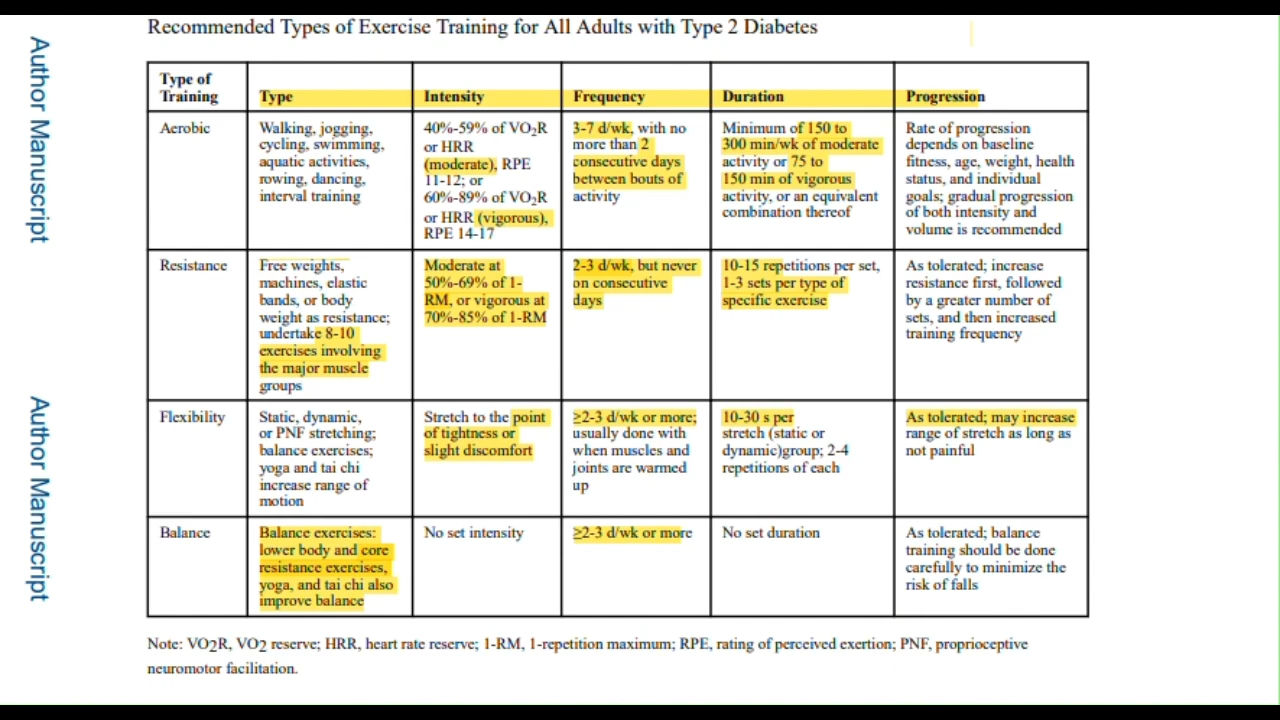 Recommended Types of Exercise Training for All Adults with Type 2 Diabetes
Author Manuscript
Author Manuscript
Type of
Training
Type
Intensity
Frequency
Duration
Progression
Aerobic
Walking, jogging,
cycling, swimming,
aquatic activities,
rowing, dancing,
interval training
40%-59% of VO2R
or HRR
(moderate), RPE
11-12; or
60%-89% of VO2R
or HRR (vigorous),
RPE 14-17
3-7 d/wk, with no
more than 2
consecutive days
between bouts of
activity
Minimum of 150 to
300 min/wk of moderate
activity or 75 to
150 min of vigorous
activity, or an equivalent
combination thereof
Rate of progression
depends on baseline
fitness, age, weight, health
status, and individual
goals; gradual progression
of both intensity and
volume is recommended
Resistance
Free weights,
machines, elastic
bands, or body
weight as resistance;
undertake 8-10
exercises involving
the major muscle
groups
Moderate at
50%-69% of 1-
RM, or vigorous at
70%-85% of 1-RM
2-3 d/wk, but never
on consecutive
days
10-15 repetitions per set,
1-3 sets per type of
specific exercise
As tolerated; increase
resistance first, followed
by a greater number of
sets, and then increased
training frequency
Flexibility
Static, dynamic,
or PNF stretching;
balance exercises;
yoga and tai chi
increase range of
motion
Stretch to the point
of tightness or
slight discomfort
≥2-3 d/wk or more;
usually done with
when muscles and
joints are warmed
up
10-30 s per
stretch (static or
dynamic)group; 2-4
repetitions of each
As tolerated; may increase
range of stretch as long as
not painful
Balance
Balance exercises:
lower body and core
resistance exercises,
yoga, and tai chi also
improve balance
No set intensity
≥2-3 d/wk or more
No set duration
As tolerated; balance
training should be done
carefully to minimize the
risk of falls
Note: VO2R, VO2 reserve; HRR, heart rate reserve; 1-RM, 1-repetition maximum; RPE, rating of perceived exertion; PNF, proprioceptive
neuromotor facilitation.